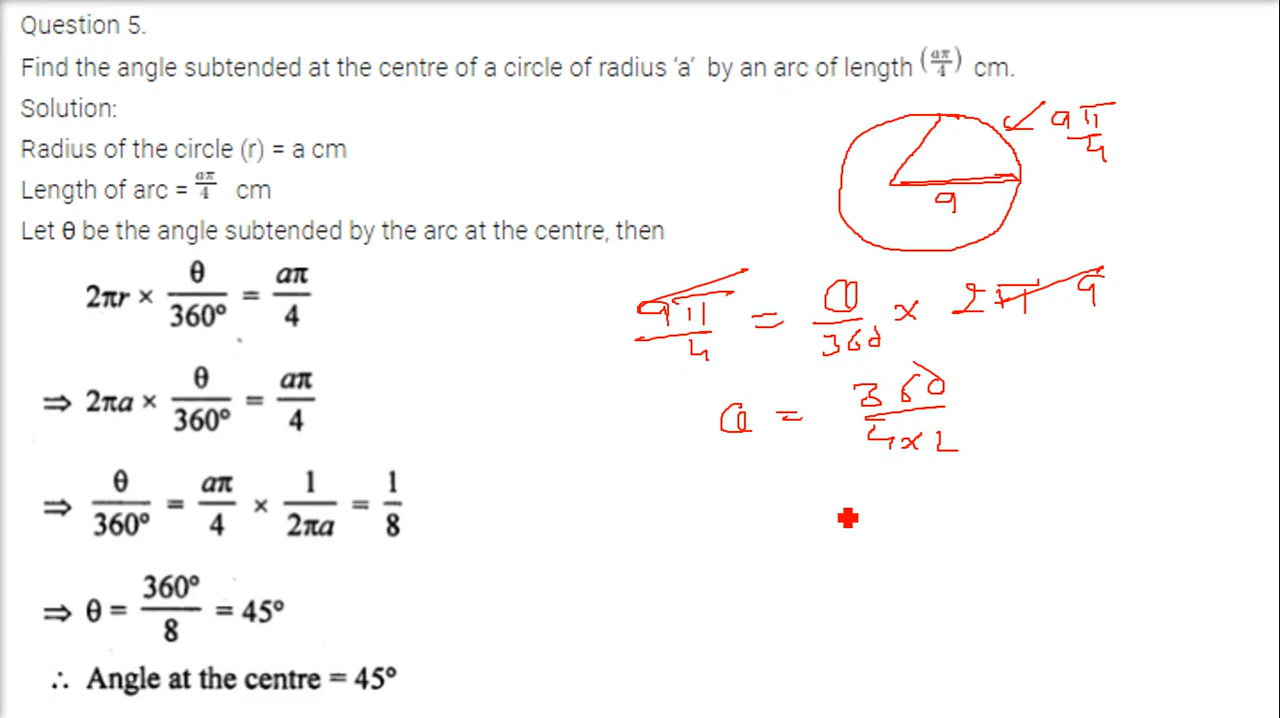 Question 5.
Find the angle subtended at the centre of a circle of radius 'a' by an arc of length (aπ/4) cm.
Solution:
Radius of the circle (r) = a cm
Length of arc = aπ/4 cm
Let θ be the angle subtended by the arc at the centre, then
2πr × θ/360° = aπ/4
⇒ 2πa × θ/360° = aπ/4
⇒ θ/360° = aπ/4 × 1/2πa = 1/8
⇒ θ = 360°/8 = 45°
∴ Angle at the centre = 45°
aπ/4
a
aπ/4 = θ/360 × 2π a
θ = 360/4×2